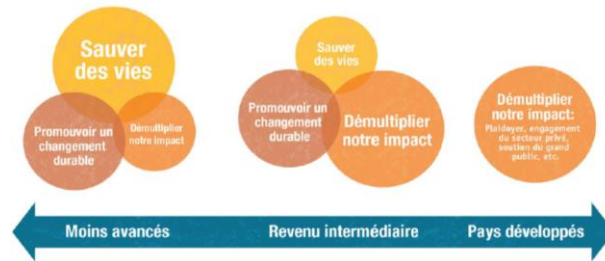 Sauver
des vies
Promouvoir un
changement
durable
Démultiplier
notre impact
Sauver
des vies
Promouvoir un
changement
durable
Démultiplier
notre impact
Démultiplier
notre impact:
Plaidoyer, engagement
du secteur privé,
soutien du grand
public, etc.
Moins avancés
Revenu intermédiaire
Pays développés